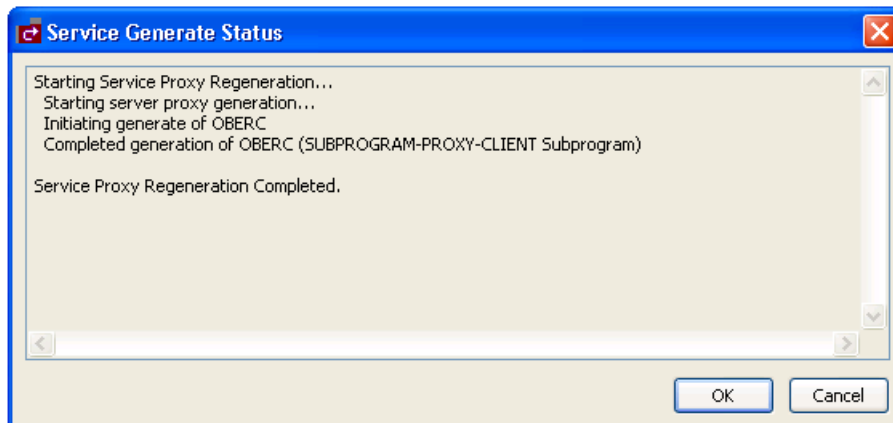 Service Generate Status
Starting Service Proxy Regeneration...
Starting server proxy generation...
Initiating generate of OBERC
Completed generation of OBERC (SUBPROGRAM-PROXY-CLIENT Subprogram)
Service Proxy Regeneration Completed.
OK
Cancel